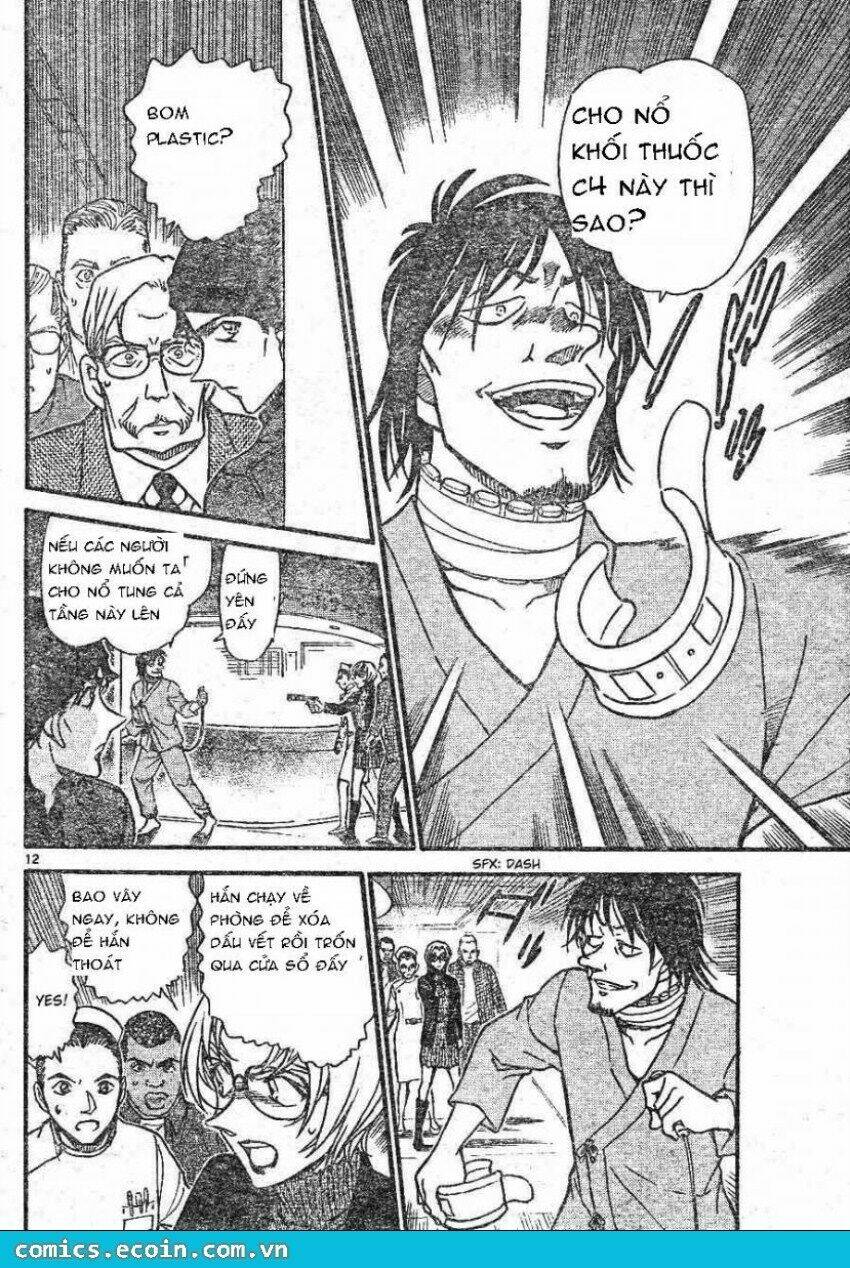 CHO NỔ
KHỐI THUỐC
C4 NÀY THÌ
SAO?
BOM
PLASTIC?
ĐỨNG
YÊN
ĐẤY
NẾU CÁC NGƯỜI
KHÔNG MUỐN TA
CHO NỔ TUNG CẢ
TẦNG NÀY LÊN
12
SFX: DASH
HẮN CHẠY VỀ
PHÒNG ĐỂ XÓA
DẤU VẾT RỒI TRỐN
QUA CỬA SỔ ĐẤY
BAO VÂY
NGAY, KHÔNG
ĐỂ HẮN
THOÁT
YES!
comics.ecoin.com.vn